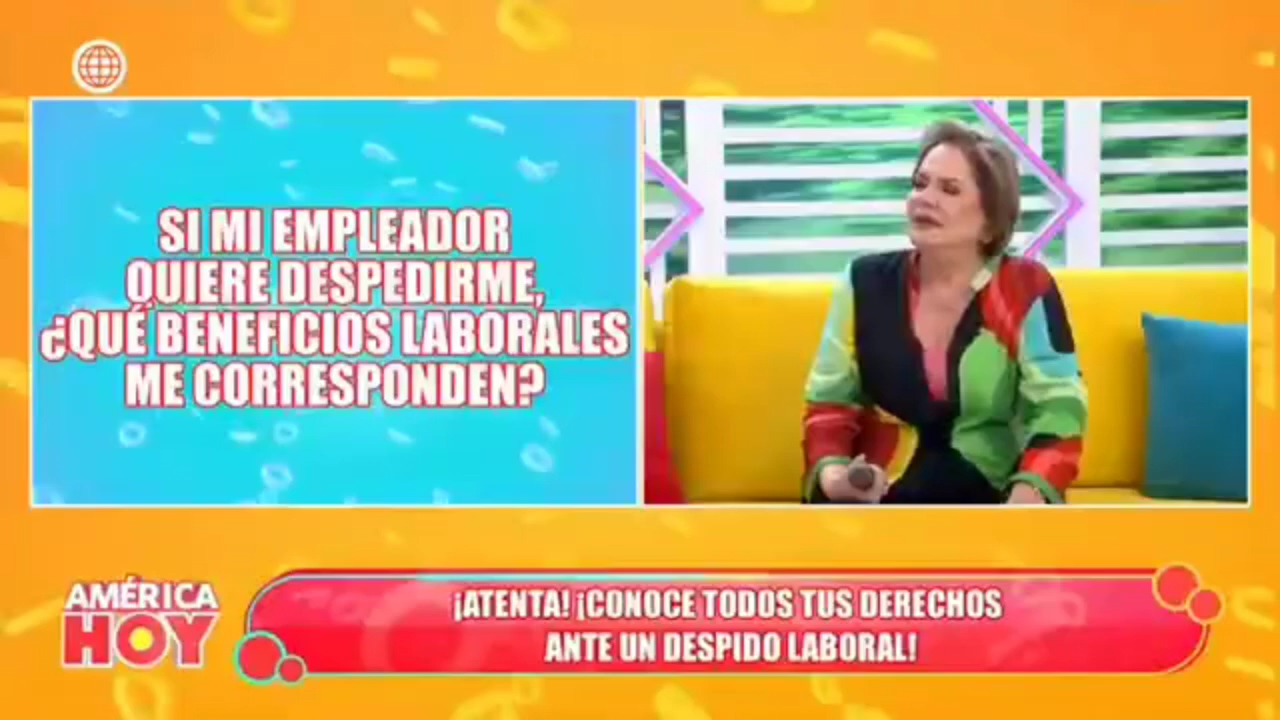 SI MI EMPLEADOR
QUIERE DESPEDIRME,
¿QUÉ BENEFICIOS LABORALES
ME CORRESPONDEN?
AMÉRICA
HOY
¡ATENTA! ¡CONOCE TODOS TUS DERECHOS
ANTE UN DESPIDO LABORAL!